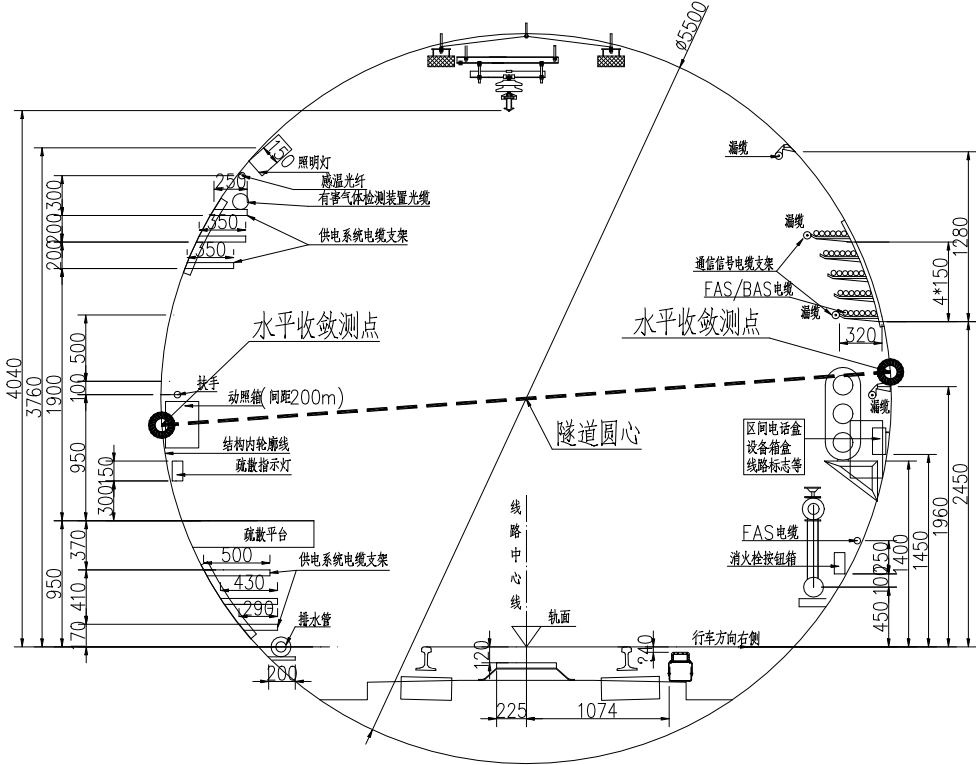 ø5500
150
照明灯
感温光纤
有害气体检测装置光缆
供电系统电缆支架
250
350
350
漏缆
漏缆
通信信号电缆支架
FAS/BAS电缆
漏缆
320
4*150
1280
水平收敛测点
水平收敛测点
4040
3760
300
200
200
1900
500
100
950
150
300
950
370
410
170
扶手
动照箱(间距200m)
漏缆
隧道圆心
结构内轮廓线
疏散指示灯
区间电话盒
设备箱盒
线路标志等
2450
1960
1450
1400
线路中心线
疏散平台
FAS电缆
消火栓按钮箱
250
10
450
500
供电系统电缆支架
430
290
排水管
200
轨面
行车方向右侧
120
240
225
1074